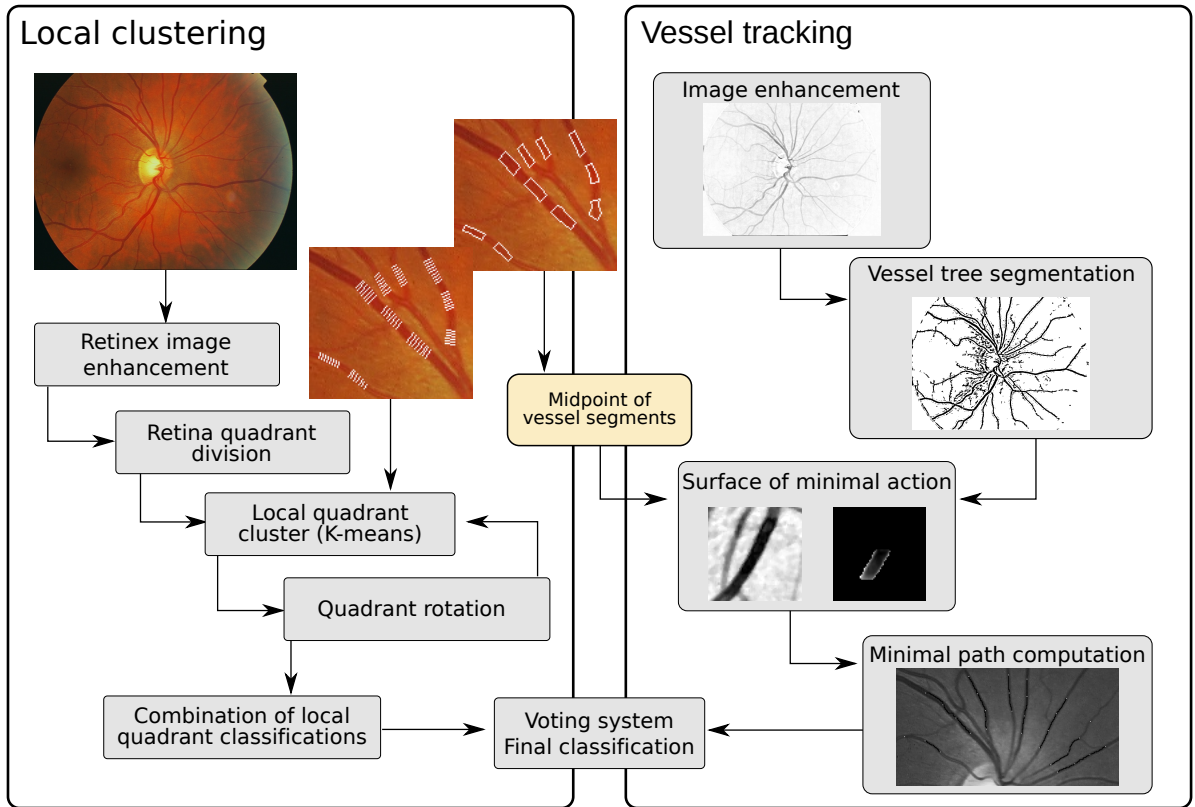 Local clustering
Retinex image
enhancement
Retina quadrant
division
Local quadrant
cluster (K-means)
Quadrant rotation
Combination of local
quadrant classifications
Midpoint of
vessel segments
Voting system
Final classification
Vessel tracking
Image enhancement
Vessel tree segmentation
Surface of minimal action
Minimal path computation